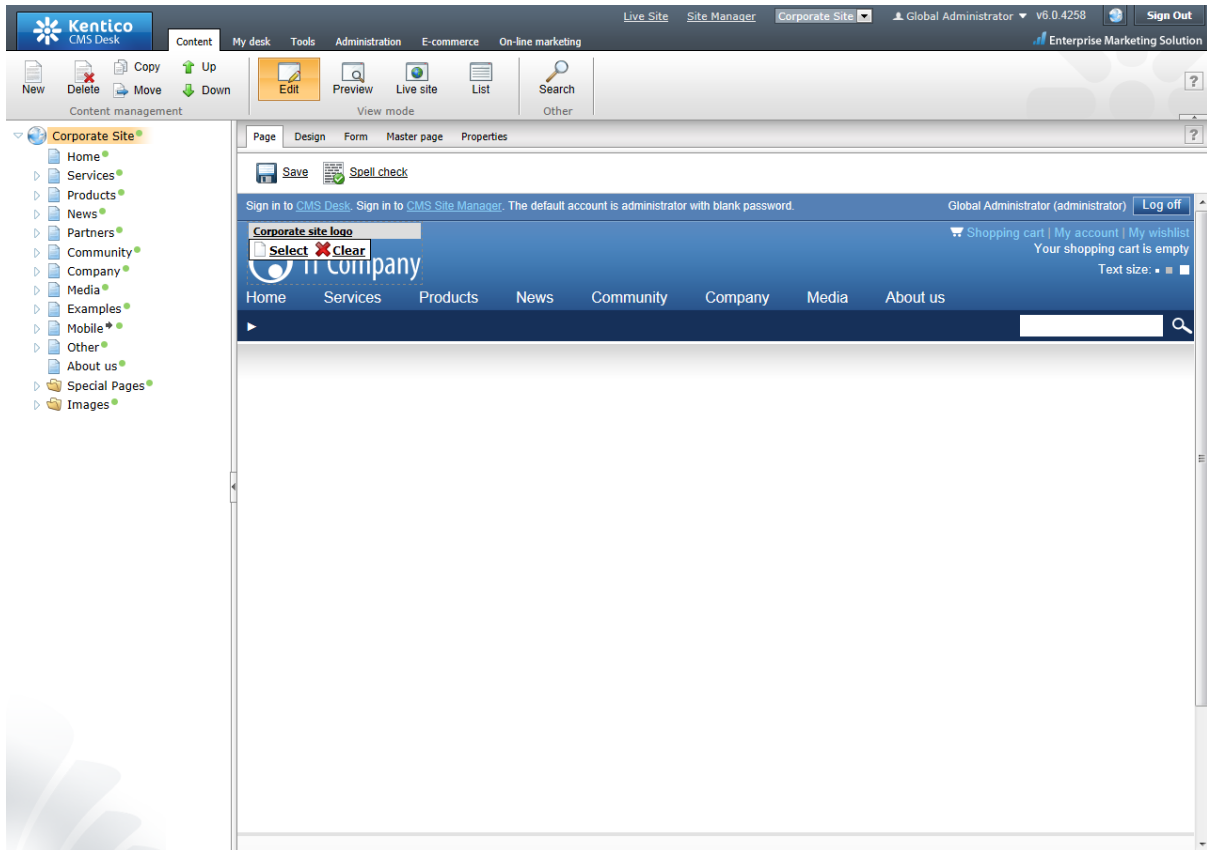 Kentico
CMS Desk
Live Site Site Manager Corporate Site Global Administrator v6.0.4258 Sign Out
Content My desk Tools Administration E-commerce On-line marketing
Enterprise Marketing Solution
New Delete Copy Move Up Down
Content management
Edit Preview Live site List
View mode
Search
Other
?
Corporate Site
Home
Services
Products
News
Partners
Community
Company
Media
Examples
Mobile
Other
About us
Special Pages
Images
Page Design Form Master page Properties
?
Save Spell check
Sign in to CMS Desk. Sign in to CMS Site Manager. The default account is administrator with blank password.
Global Administrator (administrator) Log off
Corporate site logo
Select Clear
IT Company
Shopping cart | My account | My wishlist
Your shopping cart is empty
Text size:
Home Services Products News Community Company Media About us